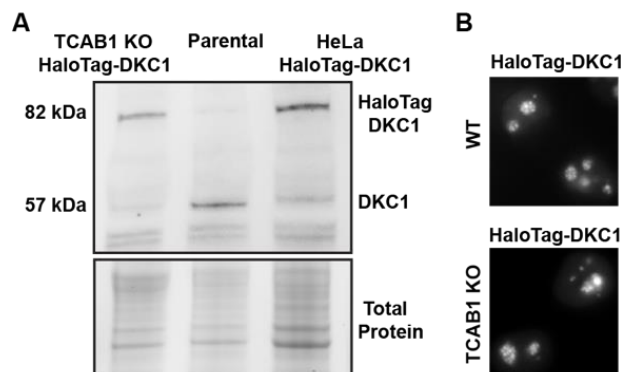 A
TCAB1 KO
HaloTag-DKC1
Parental
HeLa
HaloTag-DKC1
82 kDa
HaloTag
DKC1
57 kDa
DKC1
Total
Protein
B
HaloTag-DKC1
WT
HaloTag-DKC1
TCAB1 KO